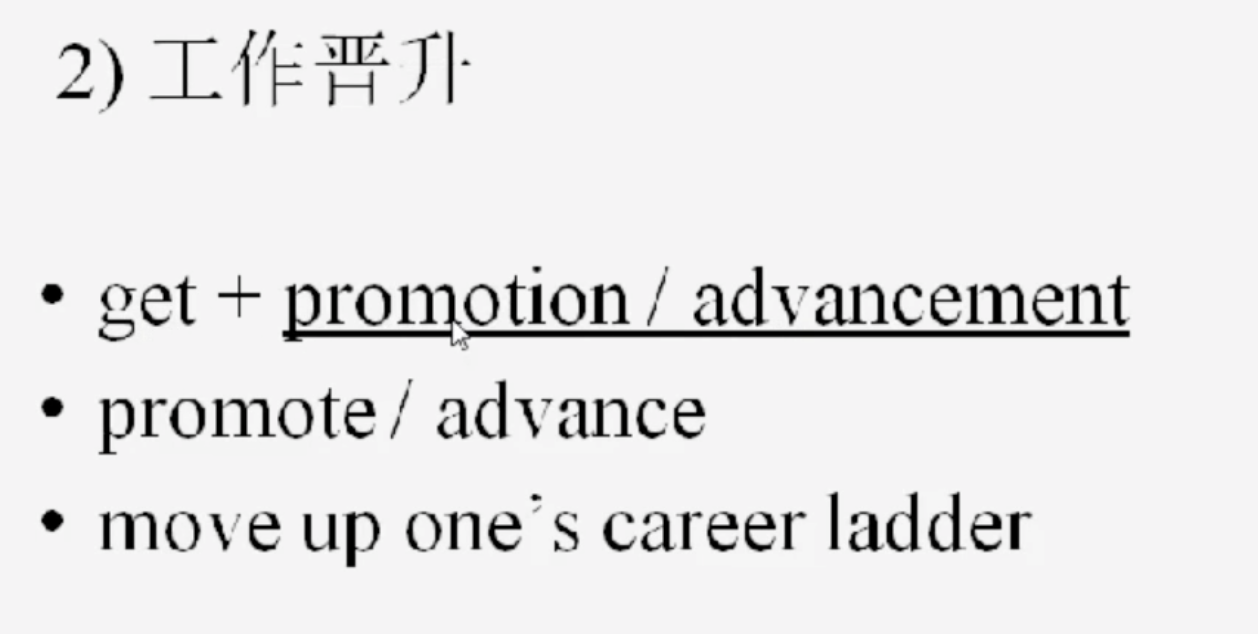 2) 工作晋升
• get + promotion / advancement
• promote / advance
• move up one’s career ladder